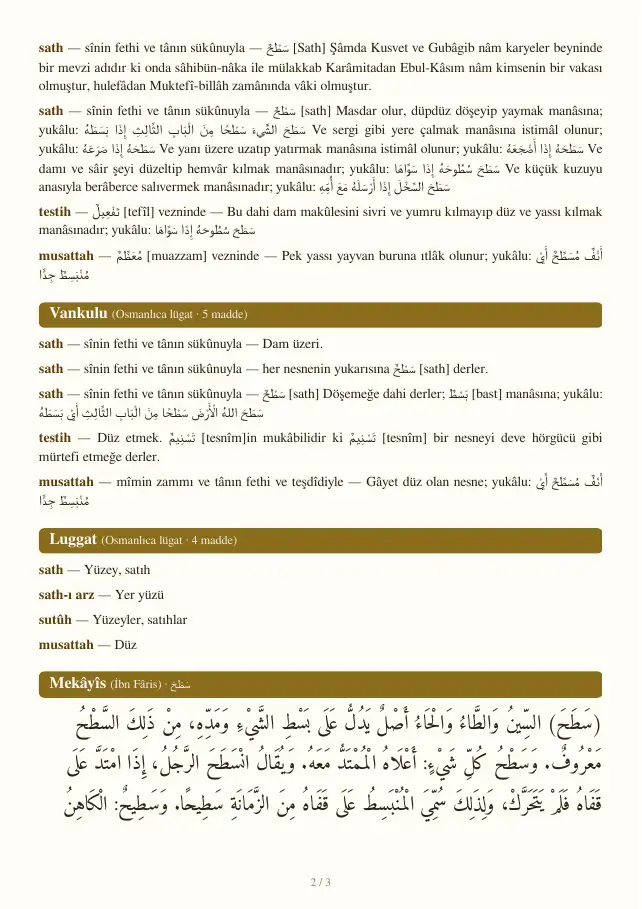 sath — sînin fethi ve tânın sükûnuyla — سَطْحٌ [Sath] Şâmda Kusvet ve Gubâgib nâm karyeler beyninde
bir mevzi adıdır ki onda sâhibün-nâka ile mülakkab Karâmitadan Ebul-Kâsım nâm kimsenin bir vakası
olmuştur, hulefâdan Muktefî-billâh zamânında vâki olmuştur.
sath — sînin fethi ve tânın sükûnuyla — سَطْحٌ [sath] Masdar olur, düpdüz döşeyip yaymak manâsına;
yukâlu: سَطَحَ الشَّيْءَ سَطْحًا مِنَ الْبَابِ الثَّالِثِ إِذَا بَسَطَهُ Ve sergi gibi yere çalmak manâsına istimâl olunur;
yukâlu: سَطَحَهُ إِذَا صَرَعَهُ Ve yanı üzere uzatıp yatırmak manâsına istimâl olunur; yukâlu: سَطَحَهُ إِذَا أَضْجَعَهُ Ve
damı ve sâir şeyi düzeltip hemvâr kılmak manâsınadır; yukâlu: سَطَحَ سُطُوحَهُ إِذَا سَوَّاهَا Ve küçük kuzuyu
anasıyla berâberce salıvermek manâsınadır; yukâlu: سَطَحَ السَّخْلَ إِذَا أَرْسَلَهُ مَعَ أُمِّهِ
testih — تَفْعِيلٌ [tefîl] vezninde — Bu dahi dam makûlesini sivri ve yumru kılmayıp düz ve yassı kılmak
manâsınadır; yukâlu: سَطَحَ سُطُوحَهُ إِذَا سَوَّاهَا
musattah — مُعَظَّمٌ [muazzam] vezninde — Pek yassı yayvan buruna ıtlâk olunur; yukâlu: أَنْفٌ مُسَطَّحٌ أَيْ
مُنْبَسِطٌ جِدًّا
Vankulu (Osmanlıca lügat · 5 madde)
sath — sînin fethi ve tânın sükûnuyla — Dam üzeri.
sath — sînin fethi ve tânın sükûnuyla — her nesnenin yukarısına سَطْحٌ [sath] derler.
sath — sînin fethi ve tânın sükûnuyla — سَطْحٌ [sath] Döşemeğe dahi derler; بَسْطٌ [bast] manâsına; yukâlu:
سَطَحَ اللهُ الْأَرْضَ سَطْحًا مِنَ الْبَابِ الثَّالِثِ أَيْ بَسَطَهُ
testih — Düz etmek. تَسْنِيمٌ [tesnîm]in mukâbilidir ki تَسْنِيمٌ [tesnîm] bir nesneyi deve hörgücü gibi
mürtefi etmeğe derler.
musattah — mîmin zammı ve tânın fethi ve teşdîdiyle — Gâyet düz olan nesne; yukâlu: أَنْفٌ مُسَطَّحٌ أَيْ
مُنْبَسِطٌ جِدًّا
Luggat (Osmanlıca lügat · 4 madde)
sath — Yüzey, satıh
sath-ı arz — Yer yüzü
sutûh — Yüzeyler, satıhlar
musattah — Düz
Mekâyîs (İbn Fâris) · سَطَحَ
(سَطَحَ) السِّينُ وَالطَّاءُ وَالْحَاءُ أَصْلٌ يَدُلُّ عَلَى بَسْطِ الشَّيْءِ وَمَدِّهِ، مِنْ ذَلِكَ السَّطْحُ
مَعْرُوفٌ. وَسَطْحُ كُلِّ شَيْءٍ: أَعْلَاهُ الْمُمْتَدُّ مَعَهُ. وَيُقَالُ انْسَطَحَ الرَّجُلُ، إِذَا امْتَدَّ عَلَى
قَفَاهُ فَلَمْ يَتَحَرَّكْ، وَلِذَلِكَ سُمِّيَ الْمُنْبَسِطُ عَلَى قَفَاهُ مِنَ الزَّمَانَةِ سَطِيحًا. وَسَطِيحٌ: الْكَاهِنُ
2 / 3